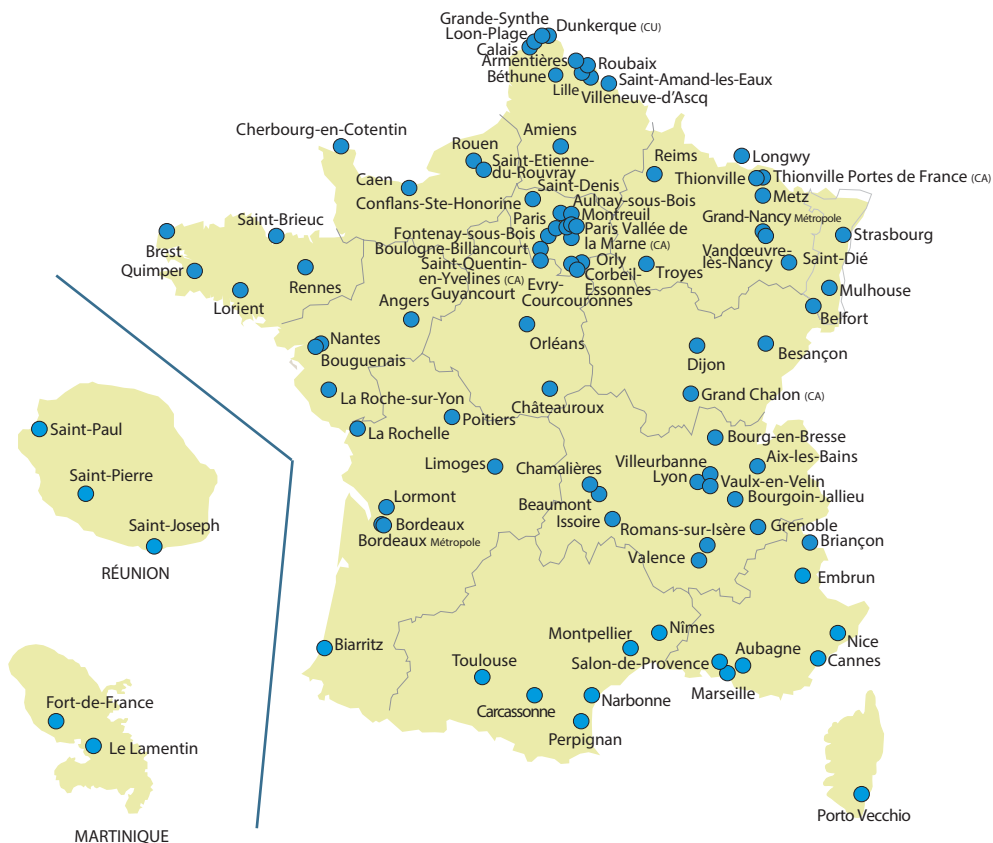 Grande-Synthe
Dunkerque (CU)
Loon-Plage
Calais
Armentières
Roubaix
Béthune
Saint-Amand-les-Eaux
Lille
Villeneuve-d'Ascq
Cherbourg-en-Cotentin
Amiens
Rouen
Saint-Etienne-
du-Rouvray
Reims
Longwy
Thionville
Thionville Portes de France (CA)
Caen
Saint-Denis
Metz
Conflans-Ste-Honorine
Aulnay-sous-Bois
Paris
Montreuil
Grand-Nancy Métropole
Saint-Brieuc
Fontenay-sous-Bois
Paris Vallée de
la Marne (CA)
Strasbourg
Brest
Boulogne-Billancourt
Vandœuvre-
lès-Nancy
Saint-Dié
Quimper
Saint-Quentin-
en-Yvelines (CA)
Orly
Troyes
Rennes
Guyancourt
Evry-
Courcouronnes
Corbeil-
Essonnes
Mulhouse
Lorient
Angers
Belfort
Nantes
Orléans
Bouguenais
Dijon
Besançon
La Roche-sur-Yon
Châteauroux
Grand Chalon (CA)
Poitiers
La Rochelle
Bourg-en-Bresse
Saint-Paul
Limoges
Chamalières
Villeurbanne
Aix-les-Bains
Lyon
Vaulx-en-Velin
Saint-Pierre
Lormont
Beaumont
Bourgoin-Jallieu
Saint-Joseph
Bordeaux
Issoire
Romans-sur-Isère
Grenoble
Bordeaux Métropole
Briançon
Valence
RÉUNION
Embrun
Biarritz
Montpellier
Nîmes
Nice
Toulouse
Salon-de-Provence
Aubagne
Cannes
Marseille
Fort-de-France
Carcassonne
Narbonne
Perpignan
Le Lamentin
Porto Vecchio
MARTINIQUE